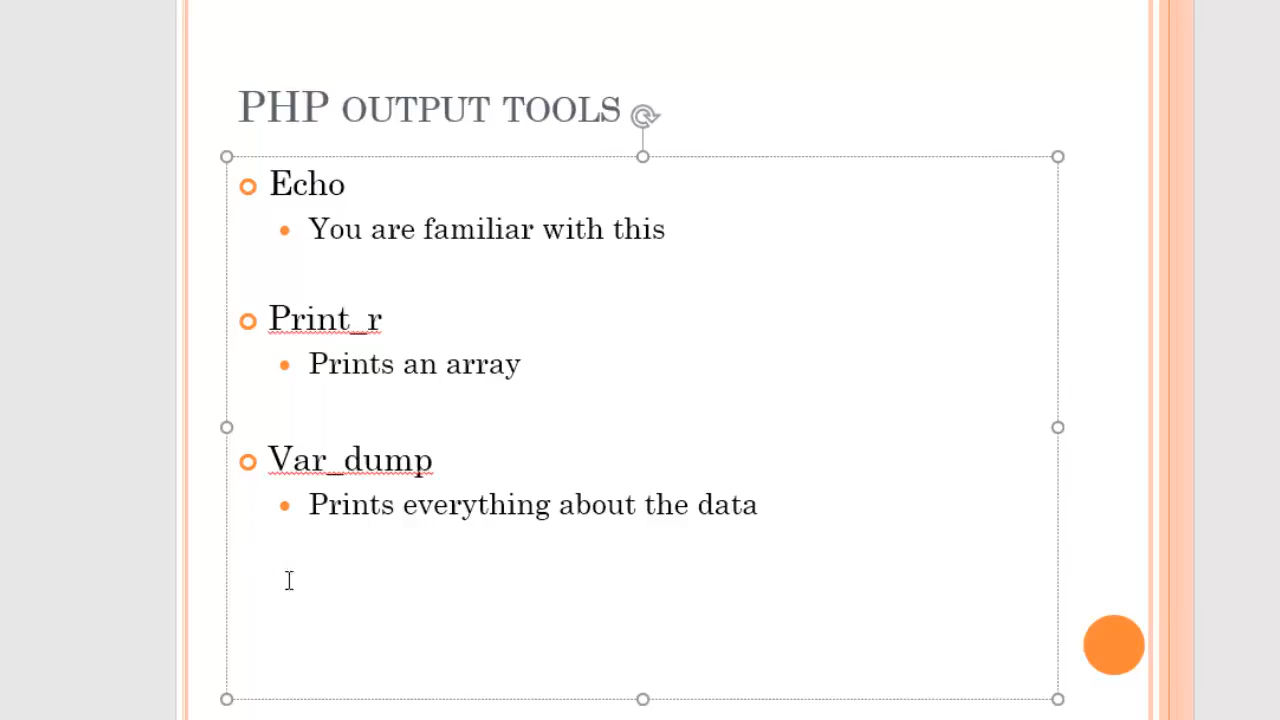 PHP OUTPUT TOOLS
Echo
You are familiar with this
Print_r
Prints an array
Var_dump
Prints everything about the data